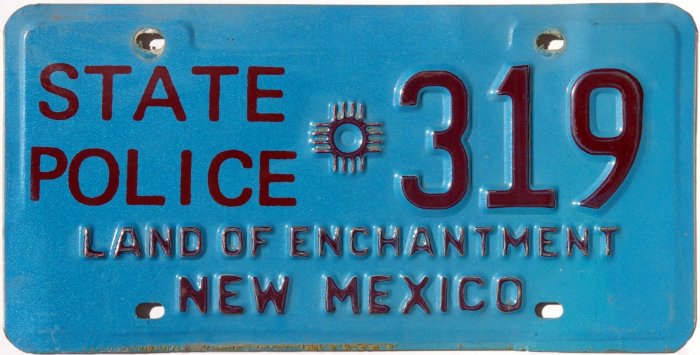 STATE
POLICE
319
LAND OF ENCHANTMENT
NEW MEXICO